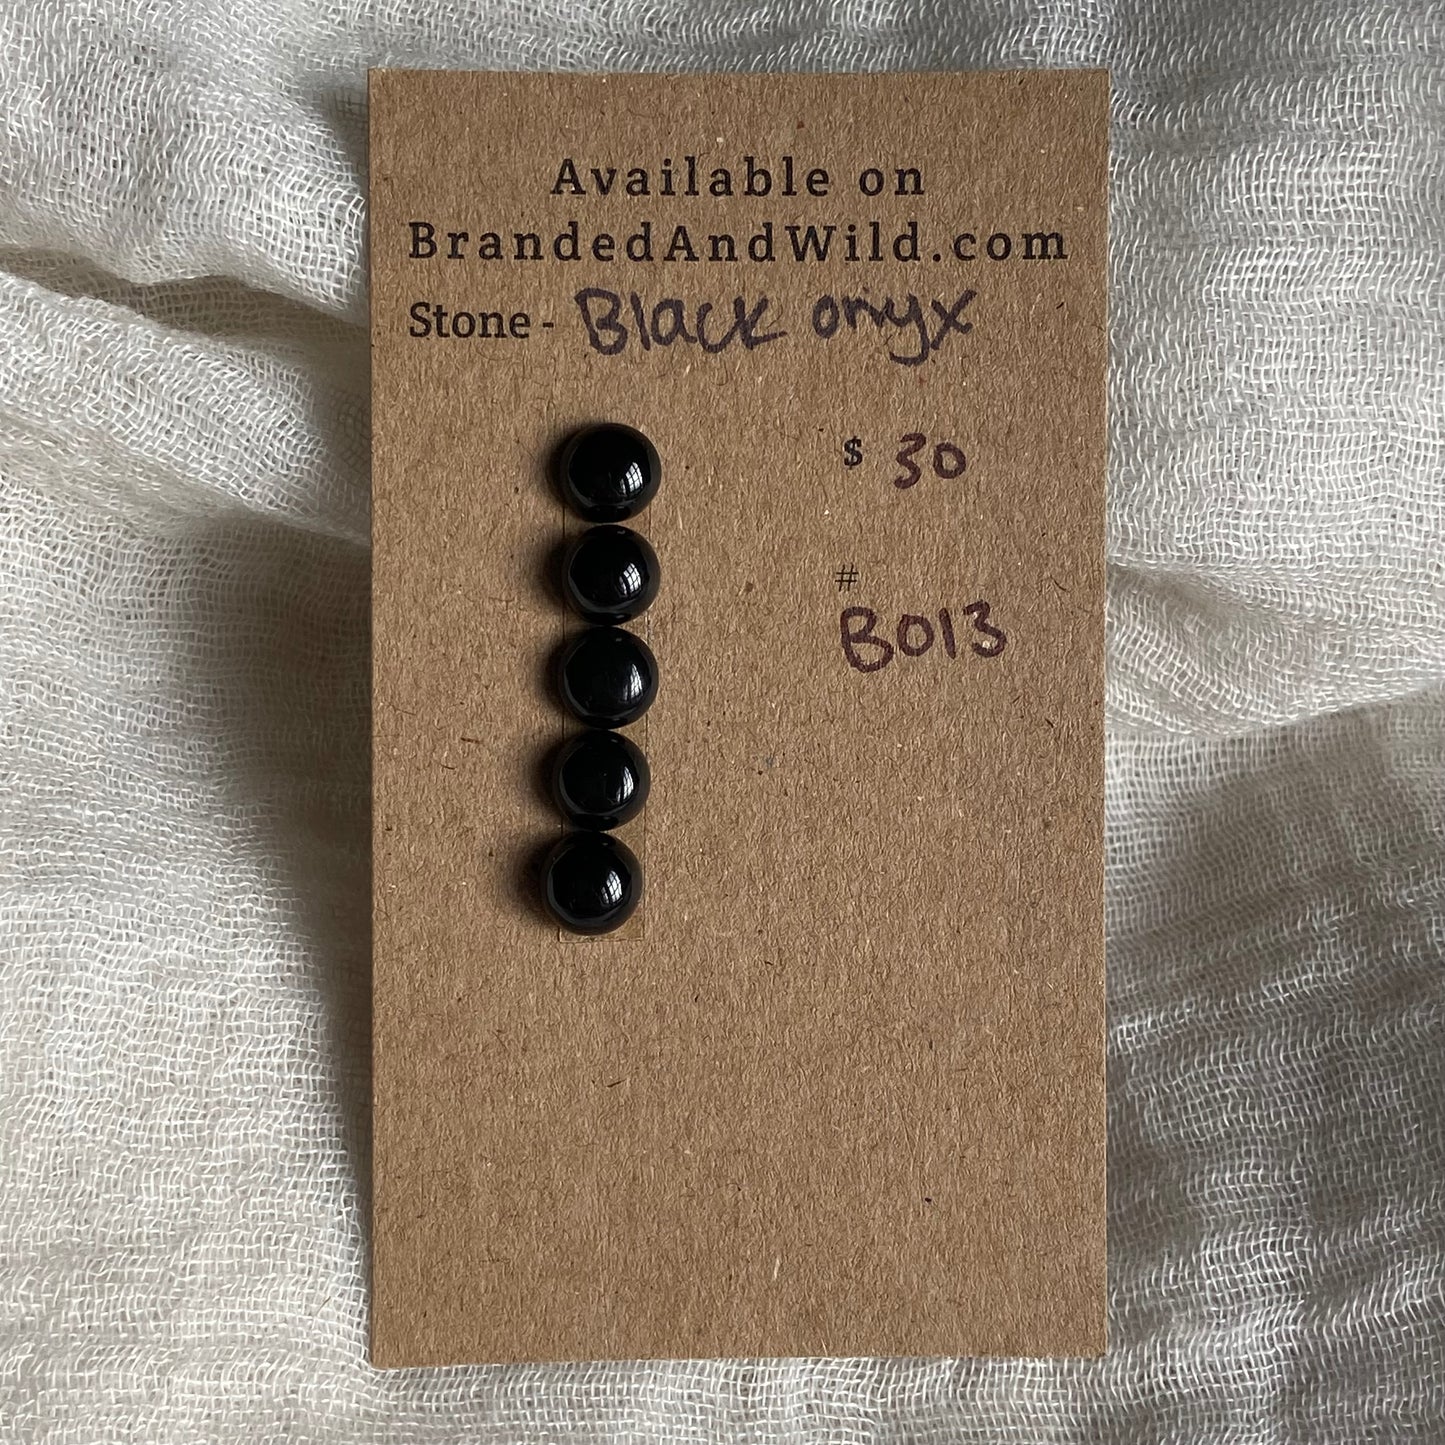 Available on
BrandedAndWild.com
Stone - Black onyx
$ 30
#
B013